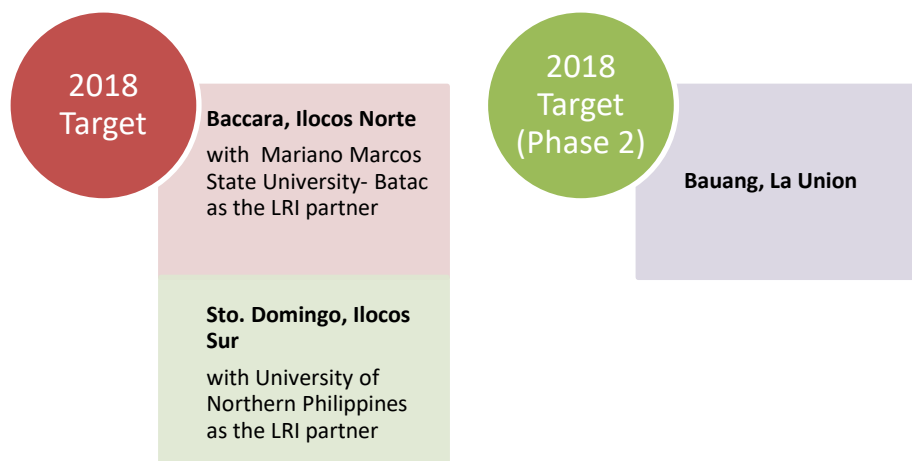 2018
Target
Baccara, Ilocos Norte
with  Mariano Marcos
State University- Batac
as the LRI partner
Sto. Domingo, Ilocos
Sur
with University of
Northern Philippines
as the LRI partner
2018
Target
(Phase 2)
Bauang, La Union